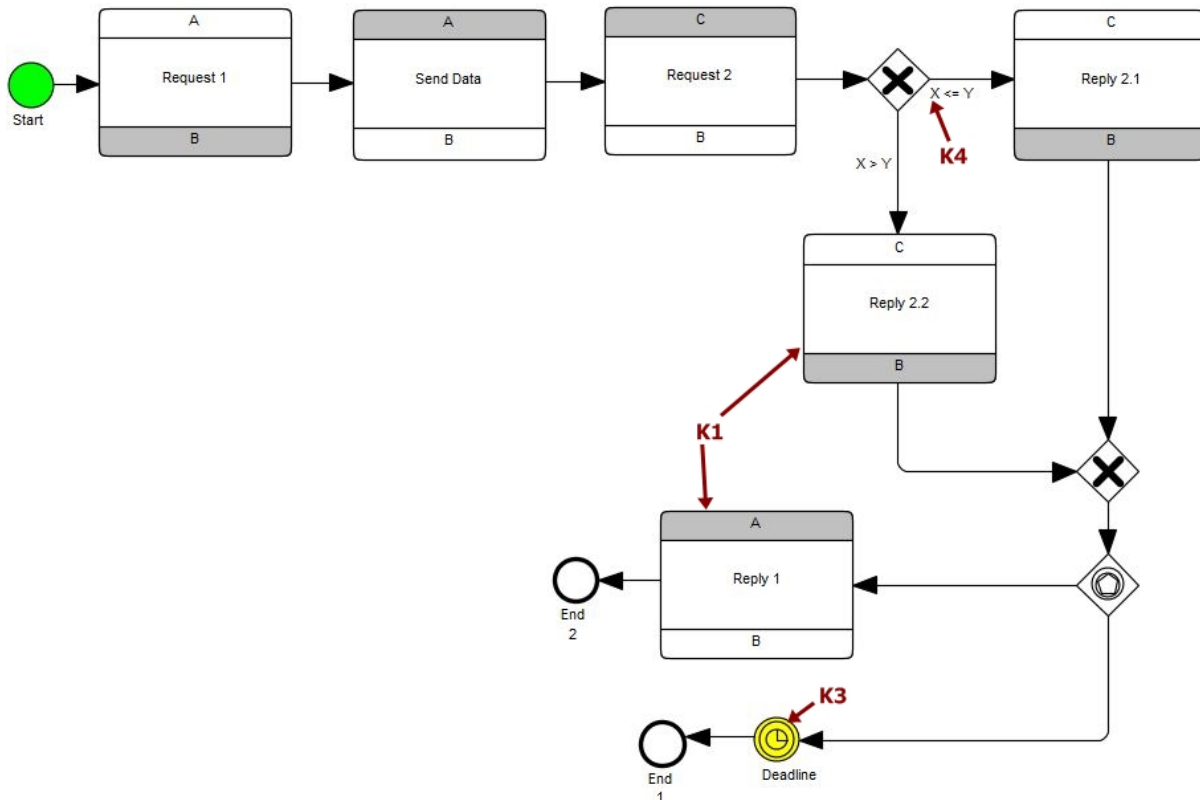 A
Request 1
B
Start
A
Send Data
B
C
Request 2
B
X <= Y
K4
X > Y
C
Reply 2.1
B
C
Reply 2.2
B
K1
A
Reply 1
B
End
2
K3
Deadline
End
1